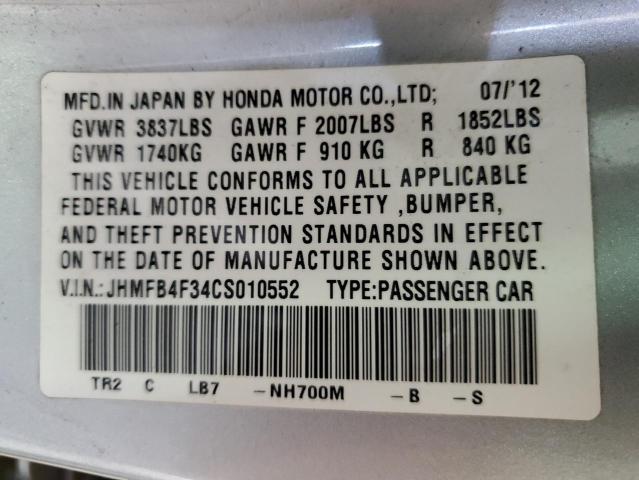 MFD.IN JAPAN BY HONDA MOTOR CO.,LTD; 07/'12
GVWR 3837LBS GAWR F 2007LBS R 1852LBS
GVWR 1740KG GAWR F 910 KG R 840 KG
THIS VEHICLE CONFORMS TO ALL APPLICABLE
FEDERAL MOTOR VEHICLE SAFETY ,BUMPER,
AND THEFT PREVENTION STANDARDS IN EFFECT
ON THE DATE OF MANUFACTURE SHOWN ABOVE.
V.I.N.:JHMFB4F34CS010552 TYPE:PASSENGER CAR
TR2 C LB7 -NH700M -B -S